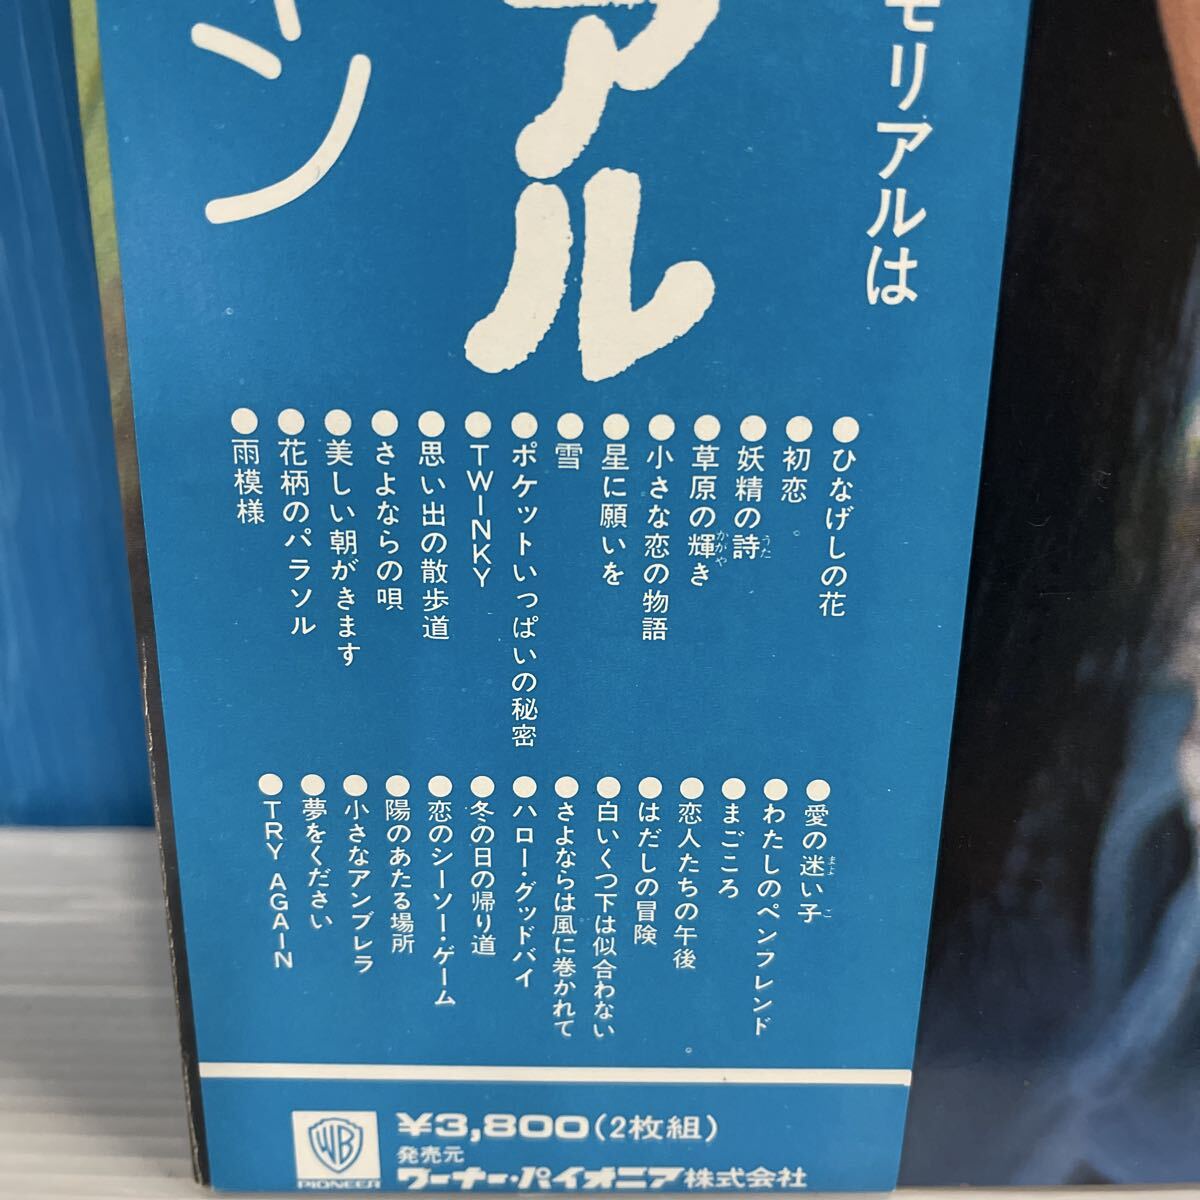 モリアルは
アル
ン
●ひなげしの花
●初恋
●妖精の詩
うた
●草原の輝き
かがや
●小さな恋の物語
●星に願いを
●雪
●ポケットいっぱいの秘密
●TWINKY
●思い出の散歩道
●さよならの唄
●美しい朝がきます
●花柄のパラソル
●雨模様
●愛の迷い子
まよ こ
●わたしのペンフレンド
●まごころ
●恋人たちの午後
●はだしの冒険
●白いくつ下は似合わない
●さよならは風に巻かれて
●ハロー・グッドバイ
●冬の日の帰り道
●恋のシーソー・ゲーム
●陽のあたる場所
●小さなアンブレラ
●夢をください
●TRY AGAIN
WB
PIONEER
¥3,800(2枚組)
発売元
ワーナー・パイオニア株式会社